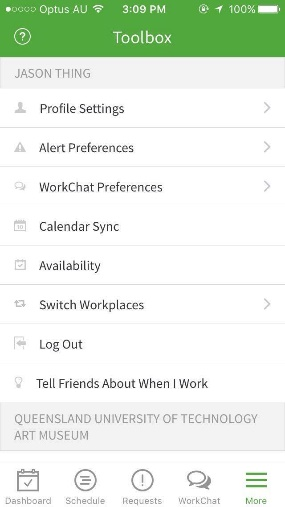 Optus AU 3:09 PM 100%
Toolbox
JASON THING
Profile Settings
Alert Preferences
WorkChat Preferences
Calendar Sync
Availability
Switch Workplaces
Log Out
Tell Friends About When I Work
QUEENSLAND UNIVERSITY OF TECHNOLOGY
ART MUSEUM
Dashboard Schedule Requests WorkChat More